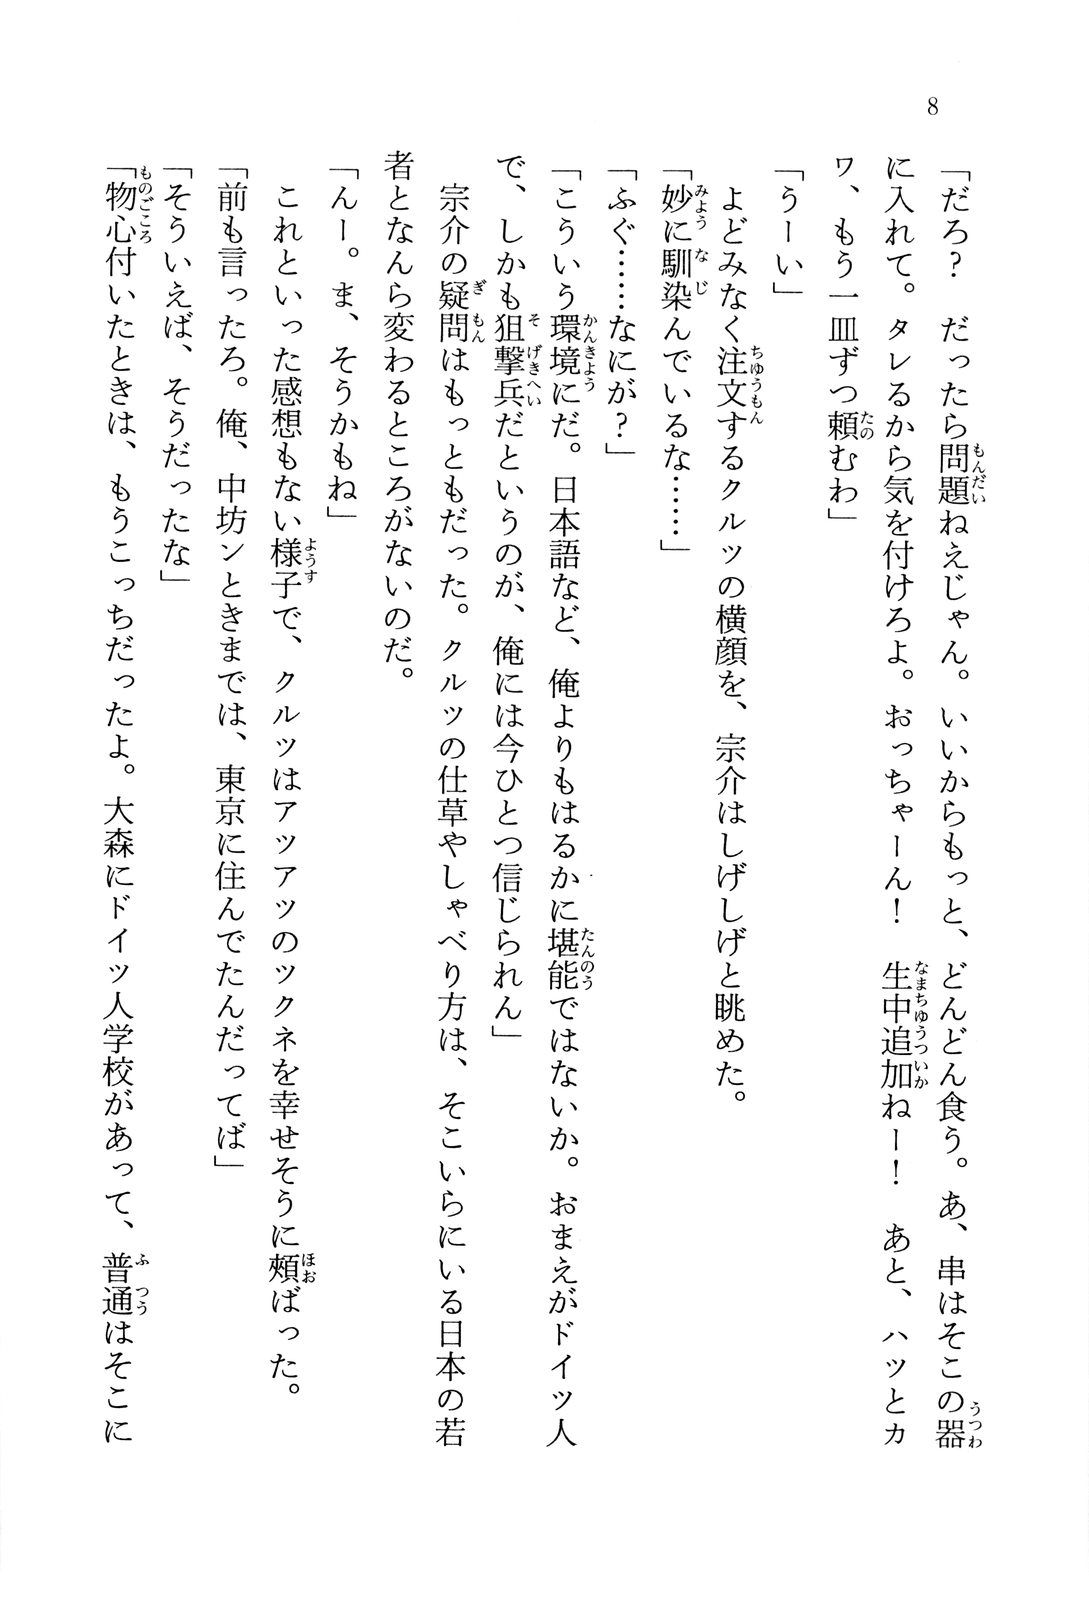 8
「だろ？　だったら問題ねえじゃん。いいからもっと、どんどん食う。あ、串はそこの器
に入れて。タレるから気を付けろよ。おっちゃーん！　生中追加ねー！　あと、ハツとカ
ワ、もう一皿ずつ頼むわ」
「うーい」
よどみなく注文するクルツの横顔を、宗介はしげしげと眺めた。
「妙に馴染んでいるな……」
「ふぐ……なにが？」
「こういう環境にだ。日本語など、俺よりもはるかに堪能ではないか。おまえがドイツ人
で、しかも狙撃兵だというのが、俺には今ひとつ信じられん」
宗介の疑問はもっともだった。クルツの仕草やしゃべり方は、そこいらにいる日本の若
者となんら変わるところがないのだ。
「んー。ま、そうかもね」
これといった感想もない様子で、クルツはアツアツのツクネを幸せそうに頬ばった。
「前も言ったろ。俺、中坊ンときまでは、東京に住んでたんだってば」
「そういえば、そうだったな」
「物心付いたときは、もうこっちだったよ。大森にドイツ人学校があって、普通はそこに